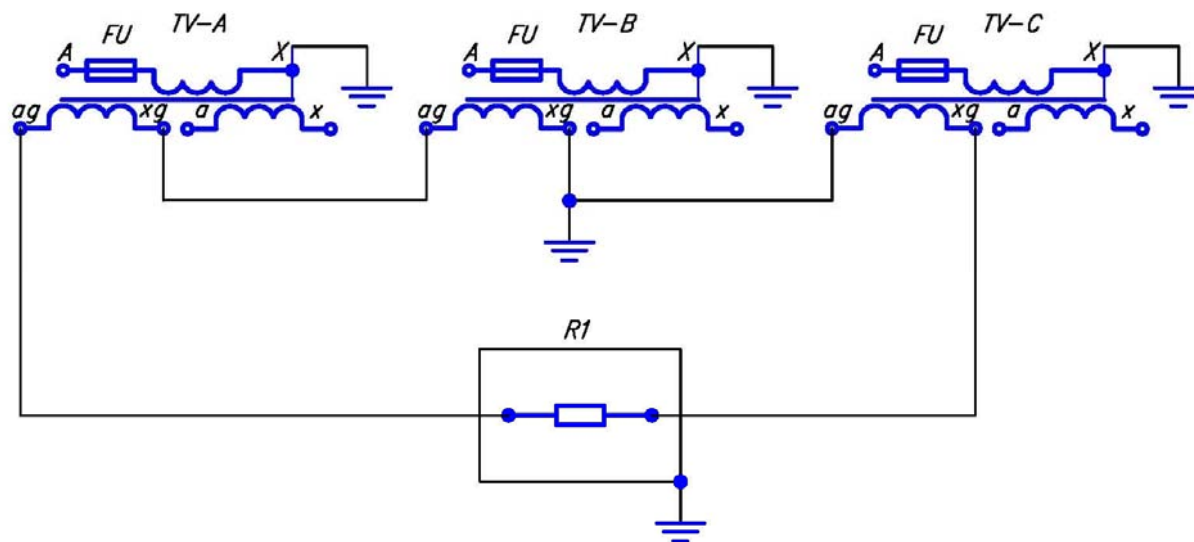 TV-A TV-B TV-C
FU FU FU
A X A X A X
ag xg a x ag xg a x ag xg a x
R1